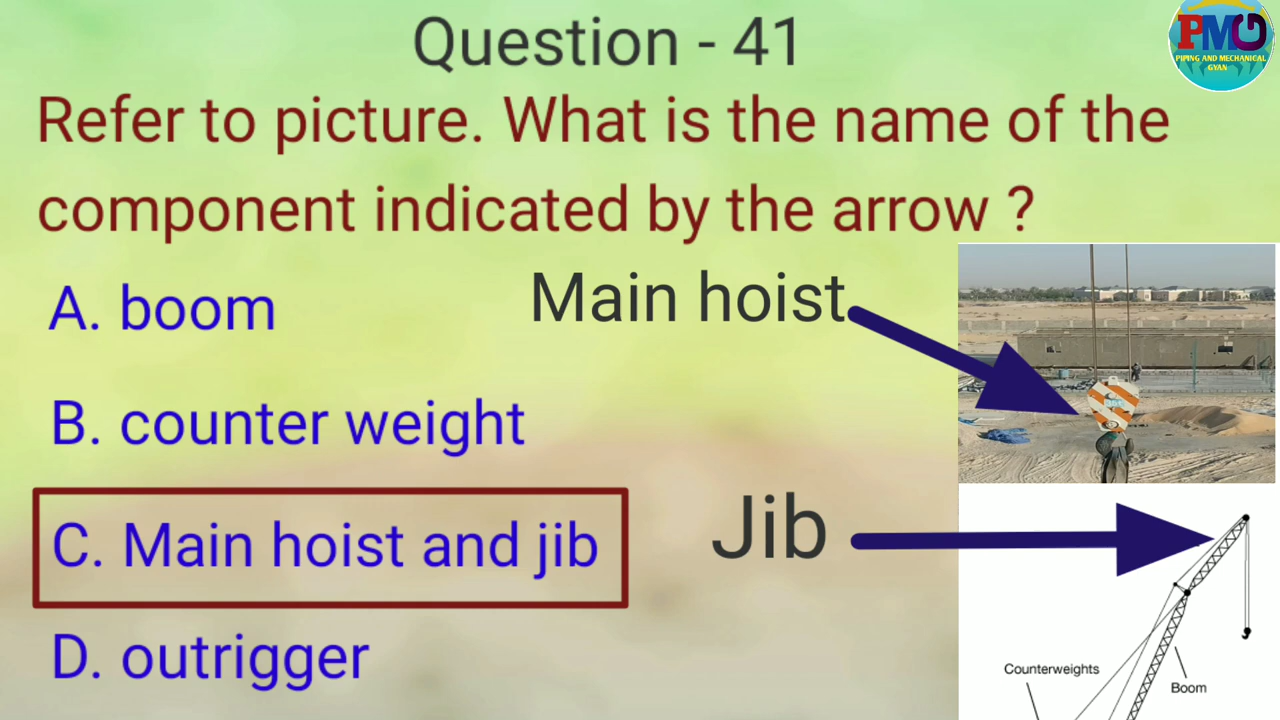 Question - 41
PMG
PIPING AND MECHANICAL
GYAN
Refer to picture. What is the name of the
component indicated by the arrow ?
A. boom
Main hoist
B. counter weight
C. Main hoist and jib
Jib
D. outrigger
Counterweights
Boom